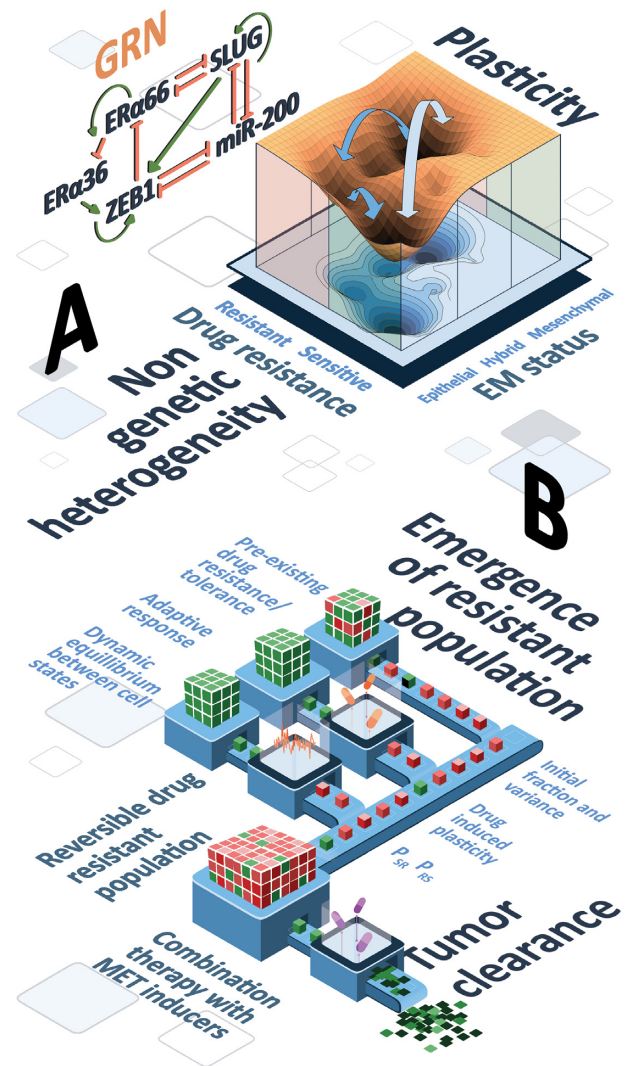 GRN
SLUG
ERα66
miR-200
ERα36
ZEB1
Plasticity
A
Resistant Sensitive
Drug resistance
Epithelial Hybrid Mesenchymal
EM status
Non
genetic
heterogeneity
B
Emergence
of resistant
population
Pre-existing
drug
resistance/
tolerance
Adaptive
response
Dynamic
equillibrium
between cell
states
Initial
fraction and
variance
Drug
induced
plasticity
PSR PRS
Reversible drug
resistant
population
Tumor
clearance
Combination
therapy with
MET inducers